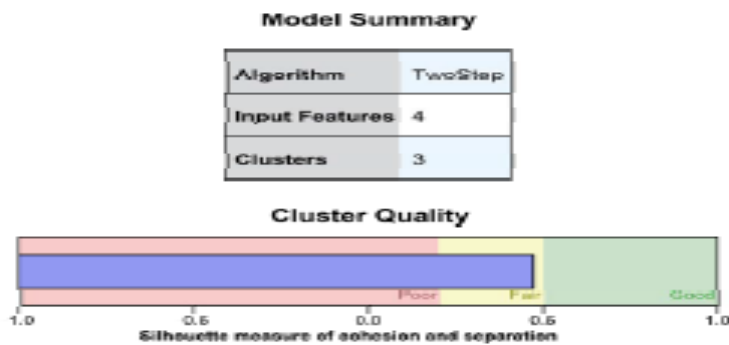 Model Summary
Algorithm TwoStep
Input Features 4
Clusters 3
Cluster Quality
Poor Fair Good
1.0 0.5 0.0 0.5 1.0
Silhouette measure of cohesion and separation